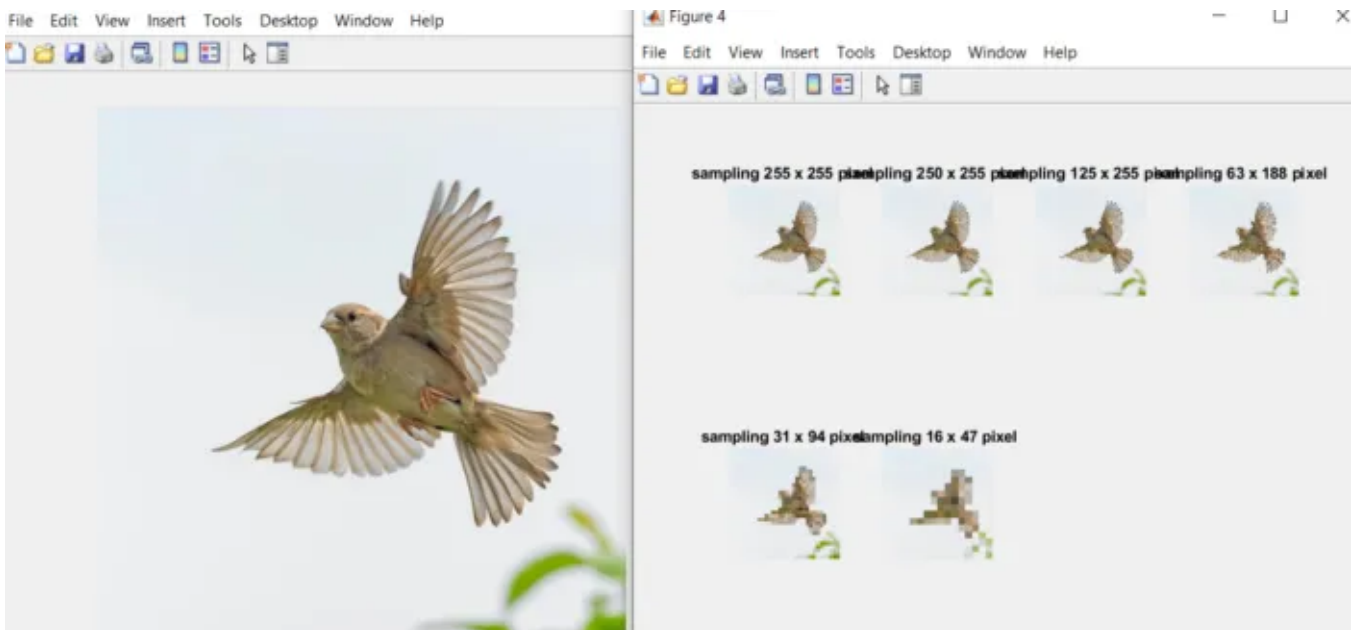 File Edit View Insert Tools Desktop Window Help
Figure 4
File Edit View Insert Tools Desktop Window Help
sampling 255 x 255 sampling 250 x 255 sampling 125 x 255 sampling 63 x 188 pixel
sampling 31 x 94 sampling 16 x 47 pixel